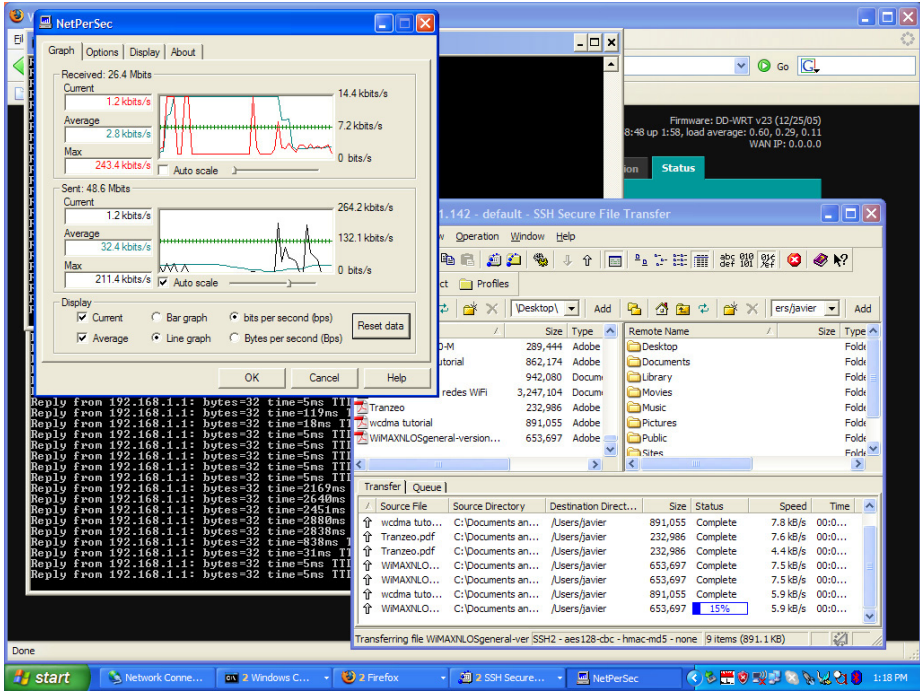 NetPerSec
Graph
Options
Display
About
Received: 26.4 Mbits
Current
1.2 kbits/s
Average
2.8 kbits/s
Max
243.4 kbits/s
14.4 kbits/s
7.2 kbits/s
0 bits/s
Auto scale
Sent: 48.6 Mbits
Current
1.2 kbits/s
Average
32.4 kbits/s
Max
211.4 kbits/s
264.2 kbits/s
132.1 kbits/s
0 bits/s
Auto scale
Display
Current
Bar graph
bits per second (bps)
Average
Line graph
Bytes per second (Bps)
Reset data
OK
Cancel
Help
Go
Firmware: DD-WRT v23 (12/25/05)
8:48 up 1:58, load average: 0.60, 0.29, 0.11
WAN IP: 0.0.0.0
Status
1.142 - default - SSH Secure File Transfer
Operation Window Help
Profiles
\Desktop\
Add
ers/javier
Add
Size Type
289,444 Adobe
862,174 Adobe
942,080 Docum
redes WiFi 3,247,104 Docum
Tranzeo 232,986 Adobe
wcdma tutorial 891,055 Adobe
WiMAXNLOSgeneral-version... 653,697 Adobe
Remote Name Size Type
Desktop Folde
Documents Folde
Library Folde
Movies Folde
Music Folde
Pictures Folde
Public Folde
Sites Folde
Transfer Queue
Source File Source Directory Destination Direct... Size Status Speed Time
wcdma tuto... C:\Documents an... /Users/javier 891,055 Complete 7.8 kB/s 00:0...
Tranzeo.pdf C:\Documents an... /Users/javier 232,986 Complete 7.6 kB/s 00:0...
Tranzeo.pdf C:\Documents an... /Users/javier 232,986 Complete 4.4 kB/s 00:0...
WiMAXNLO... C:\Documents an... /Users/javier 653,697 Complete 7.5 kB/s 00:0...
WiMAXNLO... C:\Documents an... /Users/javier 653,697 Complete 7.5 kB/s 00:0...
wcdma tuto... C:\Documents an... /Users/javier 891,055 Complete 5.9 kB/s 00:0...
WiMAXNLO... C:\Documents an... /Users/javier 653,697 15% 5.9 kB/s 00:0...
Transferring file WiMAXNLOSgeneral-ver SSH2 - aes128-cbc - hmac-md5 - none 9 items (891.1 KB)
Reply from 192.168.1.1: bytes=32 time=5ms TTL
Reply from 192.168.1.1: bytes=32 time=119ms T
Reply from 192.168.1.1: bytes=32 time=18ms TT
Reply from 192.168.1.1: bytes=32 time=5ms TTL
Reply from 192.168.1.1: bytes=32 time=5ms TTL
Reply from 192.168.1.1: bytes=32 time=5ms TTL
Reply from 192.168.1.1: bytes=32 time=5ms TTL
Reply from 192.168.1.1: bytes=32 time=5ms TTL
Reply from 192.168.1.1: bytes=32 time=2169ms
Reply from 192.168.1.1: bytes=32 time=2640ms
Reply from 192.168.1.1: bytes=32 time=2451ms
Reply from 192.168.1.1: bytes=32 time=2880ms
Reply from 192.168.1.1: bytes=32 time=2838ms
Reply from 192.168.1.1: bytes=32 time=838ms T
Reply from 192.168.1.1: bytes=32 time=31ms TT
Reply from 192.168.1.1: bytes=32 time=5ms TTL
Reply from 192.168.1.1: bytes=32 time=5ms TTL
Done
start
Network Conne...
2 Windows C...
2 Firefox
2 SSH Secure...
NetPerSec
1:18 PM